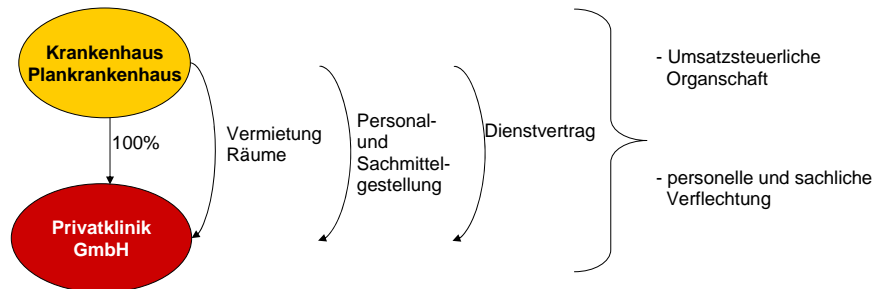 Krankenhaus
Plankrankenhaus
100%
Privatklinik
GmbH
Vermietung
Räume
Personal-
und
Sachmittel-
gestellung
Dienstvertrag
- Umsatzsteuerliche
Organschaft
- personelle und sachliche
Verflechtung